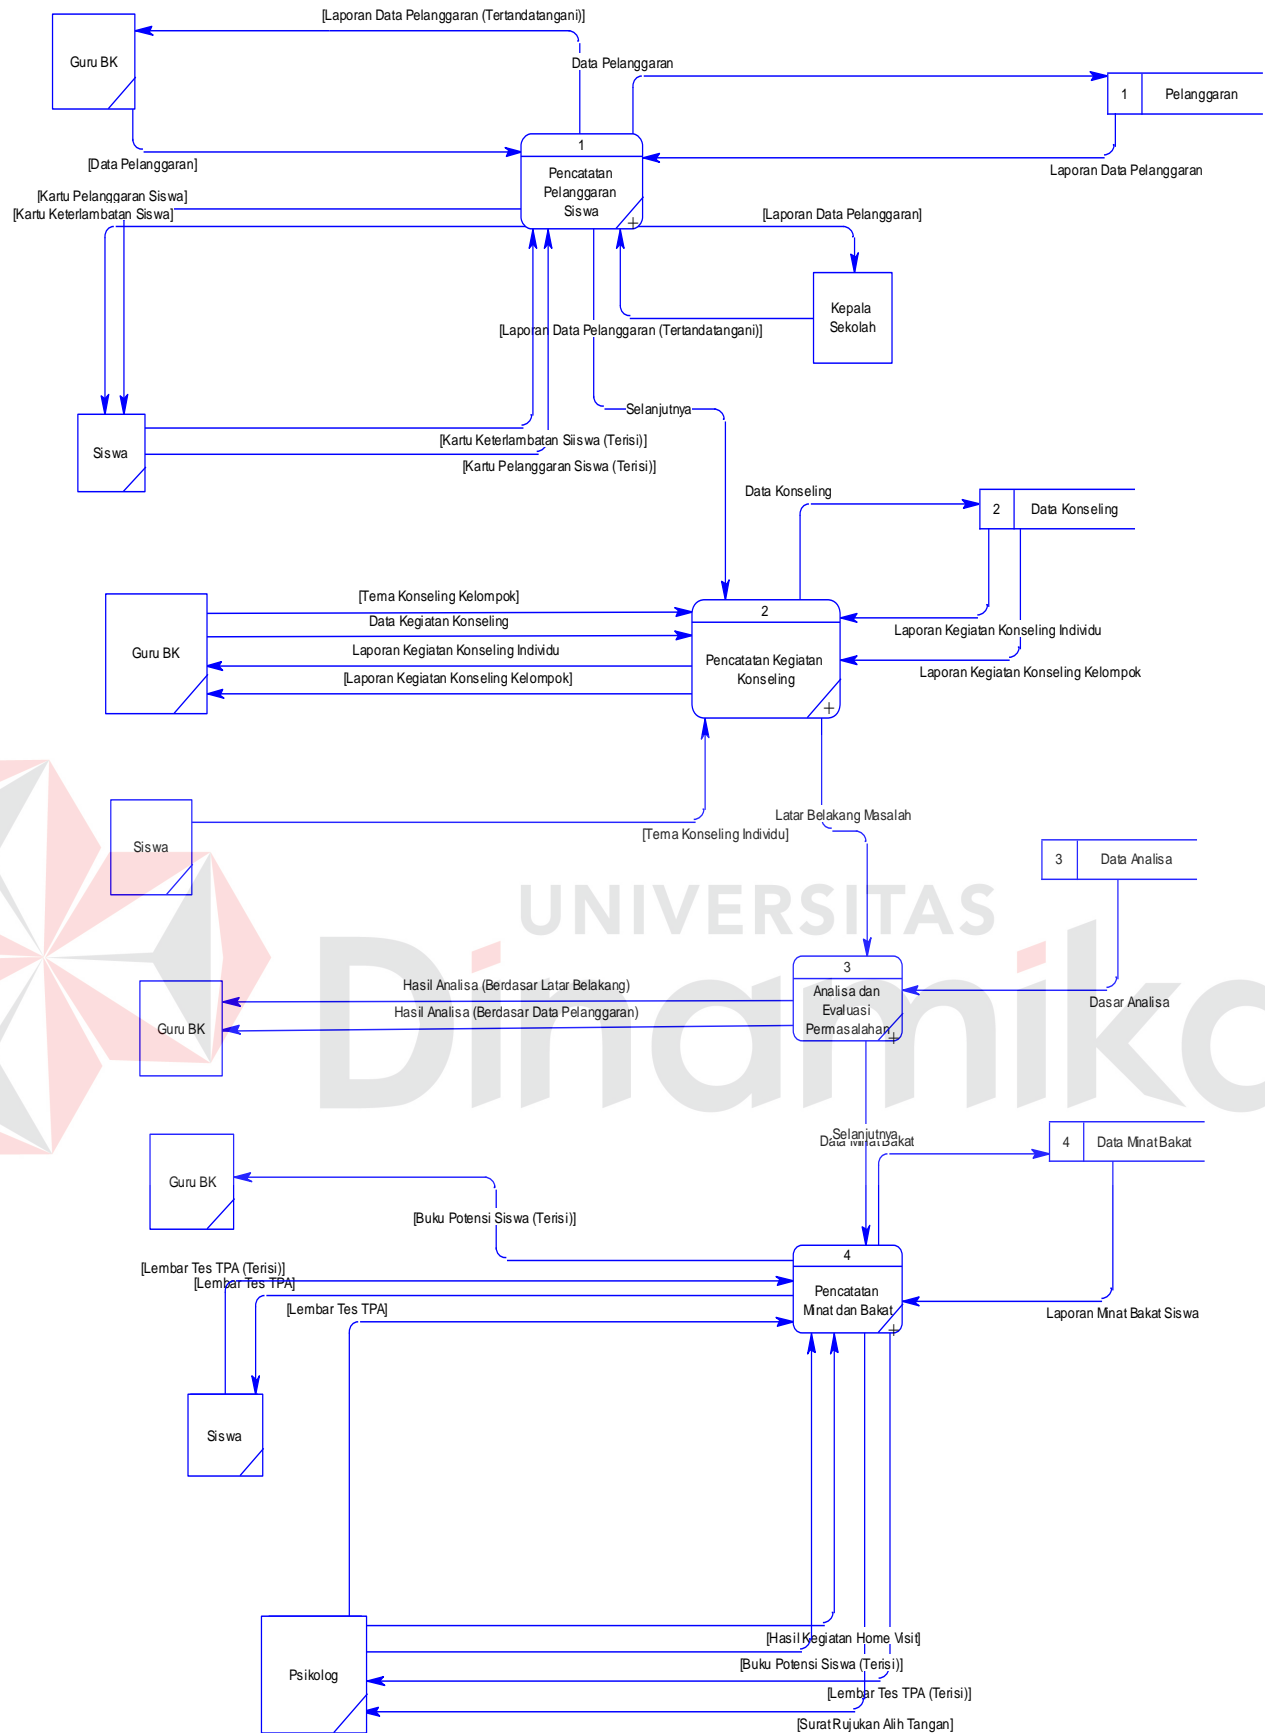 [Laporan Data Pelanggaran (Tertandatangani)]
Guru BK
Data Pelanggaran
1
Pelanggaran
[Data Pelanggaran]
1
Pencatatan
Pelanggaran
Siswa
Laporan Data Pelanggaran
[Kartu Pelanggaran Siswa]
[Kartu Keterlambatan Siswa]
[Laporan Data Pelanggaran]
Kepala
Sekolah
[Laporan Data Pelanggaran (Tertandatangani)]
Selanjutnya
Siswa
[Kartu Keterlambatan Siiswa (Terisi)]
[Kartu Pelanggaran Siswa (Terisi)]
Data Konseling
2
Data Konseling
[Tema Konseling Kelompok]
Data Kegiatan Konseling
Guru BK
Laporan Kegiatan Konseling Individu
[Laporan Kegiatan Konseling Kelompok]
2
Pencatatan Kegiatan
Konseling
Laporan Kegiatan Konseling Individu
Laporan Kegiatan Konseling Kelompok
Siswa
[Tema Konseling Individu]
Latar Belakang Masalah
3
Data Analisa
UNIVERSITAS
Dinamika
3
Analisa dan
Evaluasi
Permasalahan
Hasil Analisa (Berdasar Latar Belakang)
Hasil Analisa (Berdasar Data Pelanggaran)
Guru BK
Dasar Analisa
Selanjutnya
Data Minat Bakat
4
Data Minat Bakat
Guru BK
[Buku Potensi Siswa (Terisi)]
4
Pencatatan
Minat dan Bakat
[Lembar Tes TPA (Terisi)]
[Lembar Tes TPA]
[Lembar Tes TPA]
Laporan Minat Bakat Siswa
Siswa
Psikolog
[Hasil Kegiatan Home Visit]
[Buku Potensi Siswa (Terisi)]
[Lembar Tes TPA (Terisi)]
[Surat Rujukan Alih Tangan]